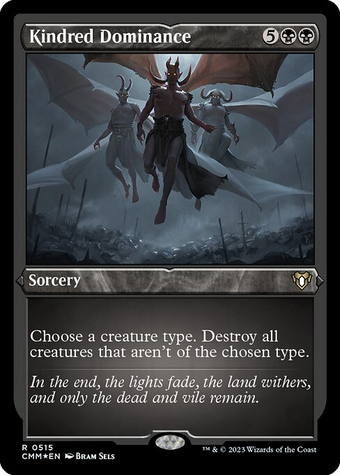 Kindred Dominance 5
Sorcery
Choose a creature type. Destroy all
creatures that aren't of the chosen type.
In the end, the lights fade, the land withers,
and only the dead and vile remain.
R 0515
CMM★EN Bram Sels ™ & © 2023 Wizards of the Coast